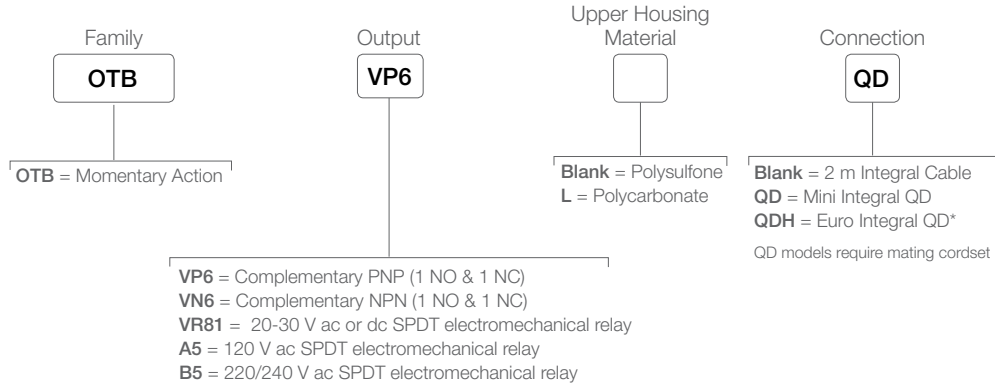 Family
Output
Upper Housing
Material
Connection
OTB
VP6
QD
OTB = Momentary Action
Blank = Polysulfone
L = Polycarbonate
Blank = 2 m Integral Cable
QD = Mini Integral QD
QDH = Euro Integral QD*
QD models require mating cordset
VP6 = Complementary PNP (1 NO & 1 NC)
VN6 = Complementary NPN (1 NO & 1 NC)
VR81 = 20-30 V ac or dc SPDT electromechanical relay
A5 = 120 V ac SPDT electromechanical relay
B5 = 220/240 V ac SPDT electromechanical relay